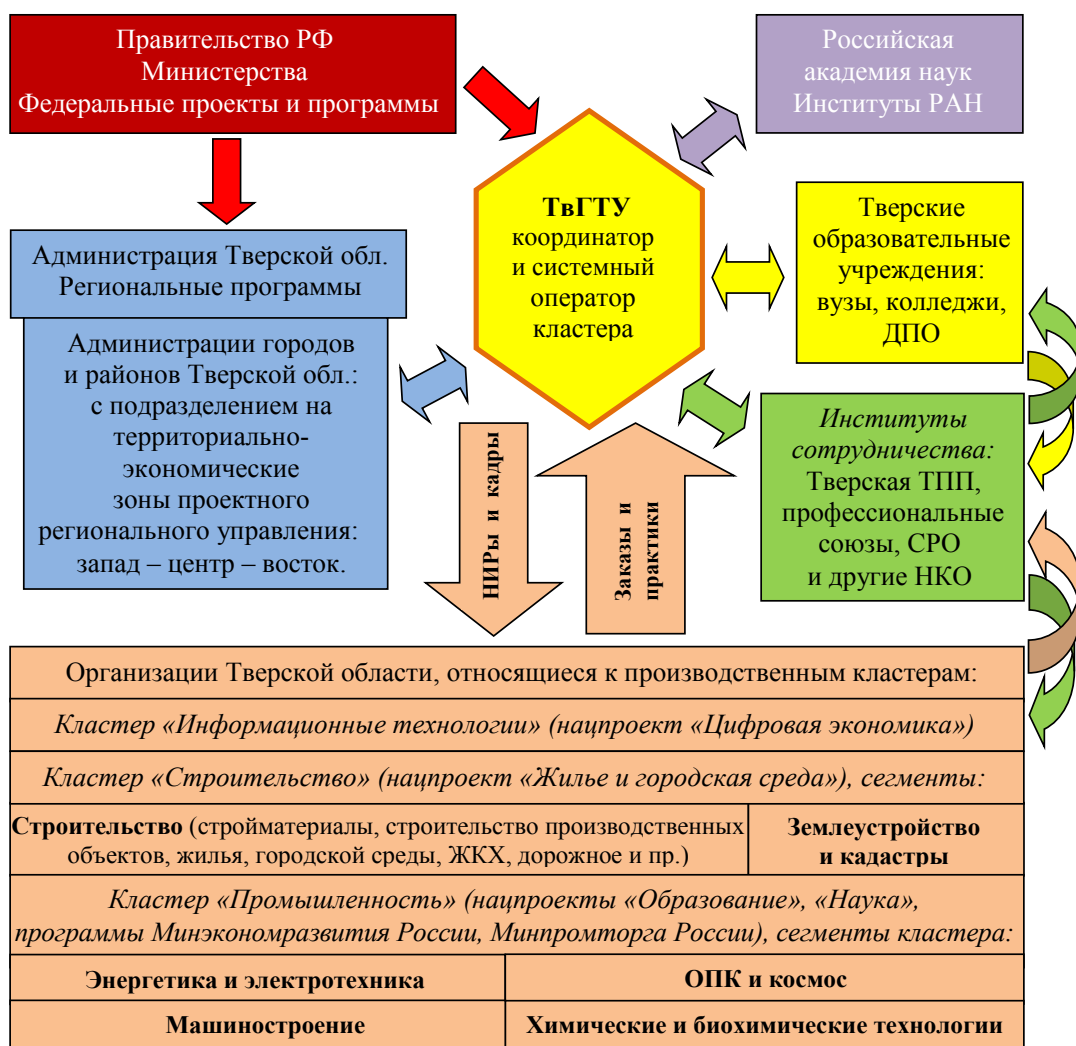 Правительство РФ
Министерства
Федеральные проекты и программы
Российская
академия наук
Институты РАН
ТвГТУ
координатор
и системный
оператор
кластера
Тверские
образовательные
учреждения:
вузы, колледжи,
ДПО
Администрация Тверской обл.
Региональные программы
Администрации городов
и районов Тверской обл.:
с подразделением на
территориально-
экономические
зоны проектного
регионального управления:
запад – центр – восток.
НИРы и кадры
Заказы и
практики
Институты
сотрудничества:
Тверская ТПП,
профессиональные
союзы, СРО
и другие НКО
Организации Тверской области, относящиеся к производственным кластерам:
Кластер «Информационные технологии» (нацпроект «Цифровая экономика»)
Кластер «Строительство» (нацпроект «Жилье и городская среда»), сегменты:
Строительство (стройматериалы, строительство производственных
объектов, жилья, городской среды, ЖКХ, дорожное и пр.)
Землеустройство
и кадастры
Кластер «Промышленность» (нацпроекты «Образование», «Наука»,
программы Минэкономразвития России, Минпромторга России), сегменты кластера:
Энергетика и электротехника
ОПК и космос
Машиностроение
Химические и биохимические технологии